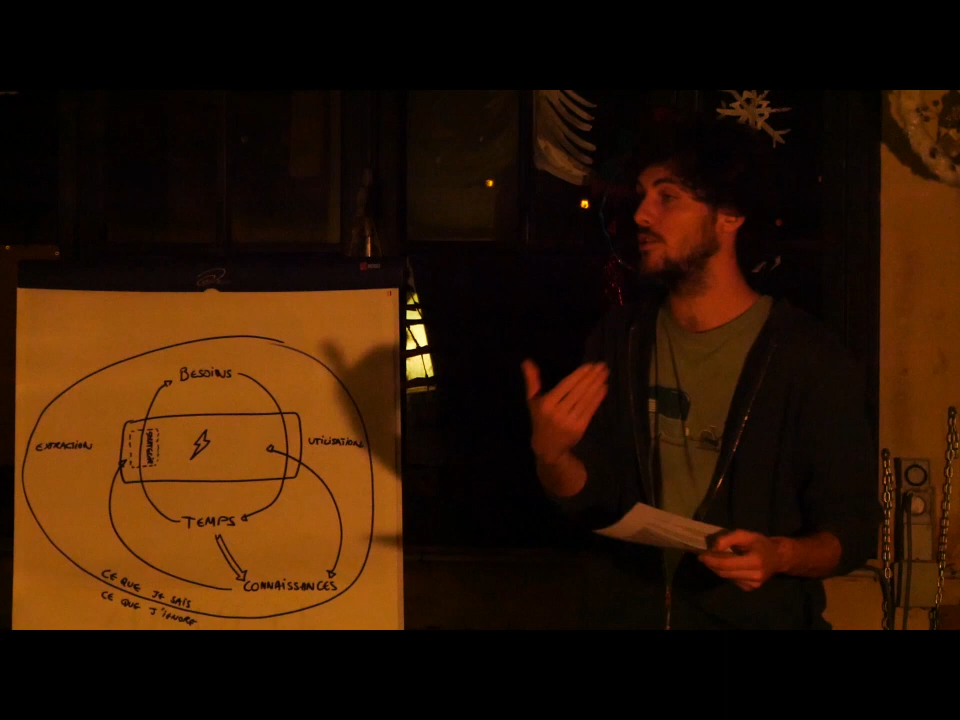 BESOINS
EXTRACTION
UTILISATION
TEMPS
CONNAISSANCES
CE QUE JE SAIS
CE QUE J'IGNORE